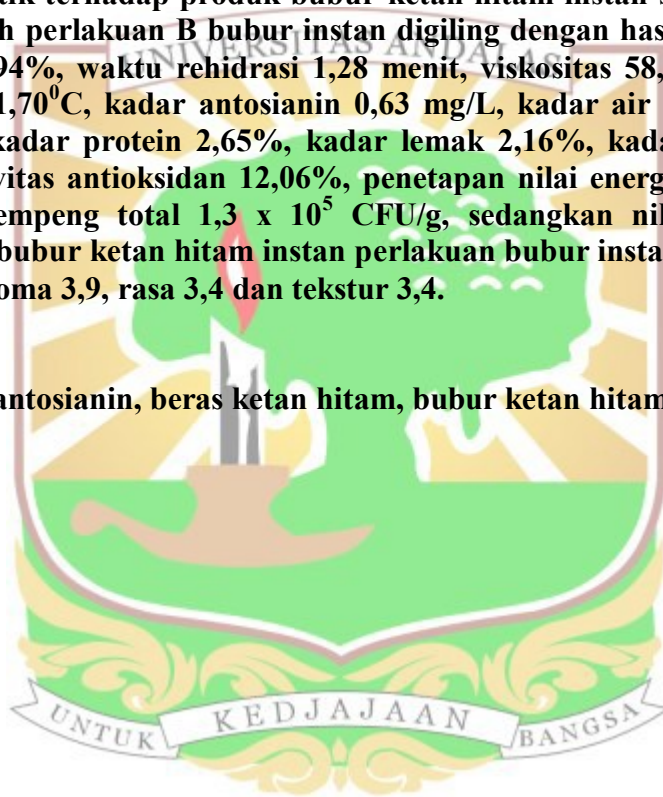 tik terhadap produk bubur ketan hitam instan
h perlakuan B bubur instan digiling dengan has
UNIVERSITAS ANDALAS
94%, waktu rehidrasi 1,28 menit, viskositas 58,
1,70⁰C, kadar antosianin 0,63 mg/L, kadar air
kadar protein 2,65%, kadar lemak 2,16%, kada
vitas antioksidan 12,06%, penetapan nilai energ
empeng total 1,3 x 10⁵ CFU/g, sedangkan nil
bubur ketan hitam instan perlakuan bubur insta
oma 3,9, rasa 3,4 dan tekstur 3,4.
antosianin, beras ketan hitam, bubur ketan hitam
UNTUK KEDJAJAAN BANGSA